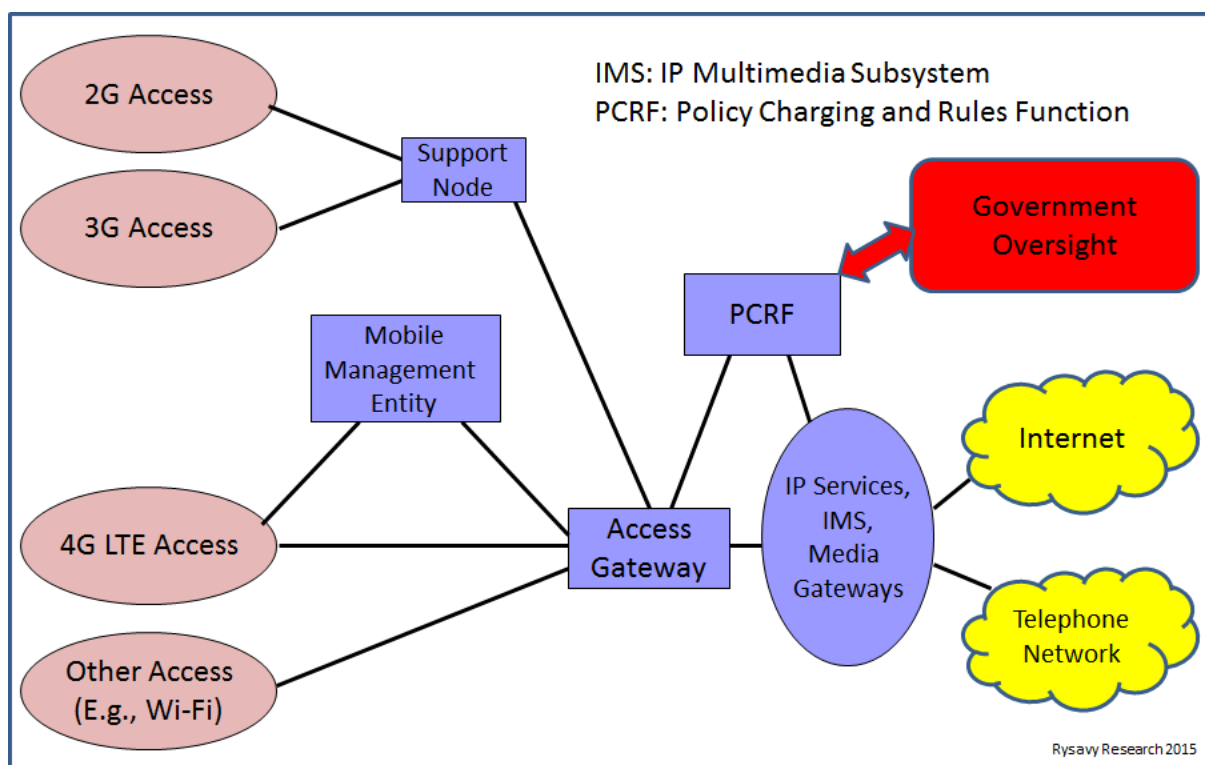 2G Access
3G Access
Support
Node
IMS: IP Multimedia Subsystem
PCRF: Policy Charging and Rules Function
Government
Oversight
PCRF
Mobile
Management
Entity
4G LTE Access
Other Access
(E.g., Wi-Fi)
Access
Gateway
IP Services,
IMS,
Media
Gateways
Internet
Telephone
Network
Rysavy Research 2015